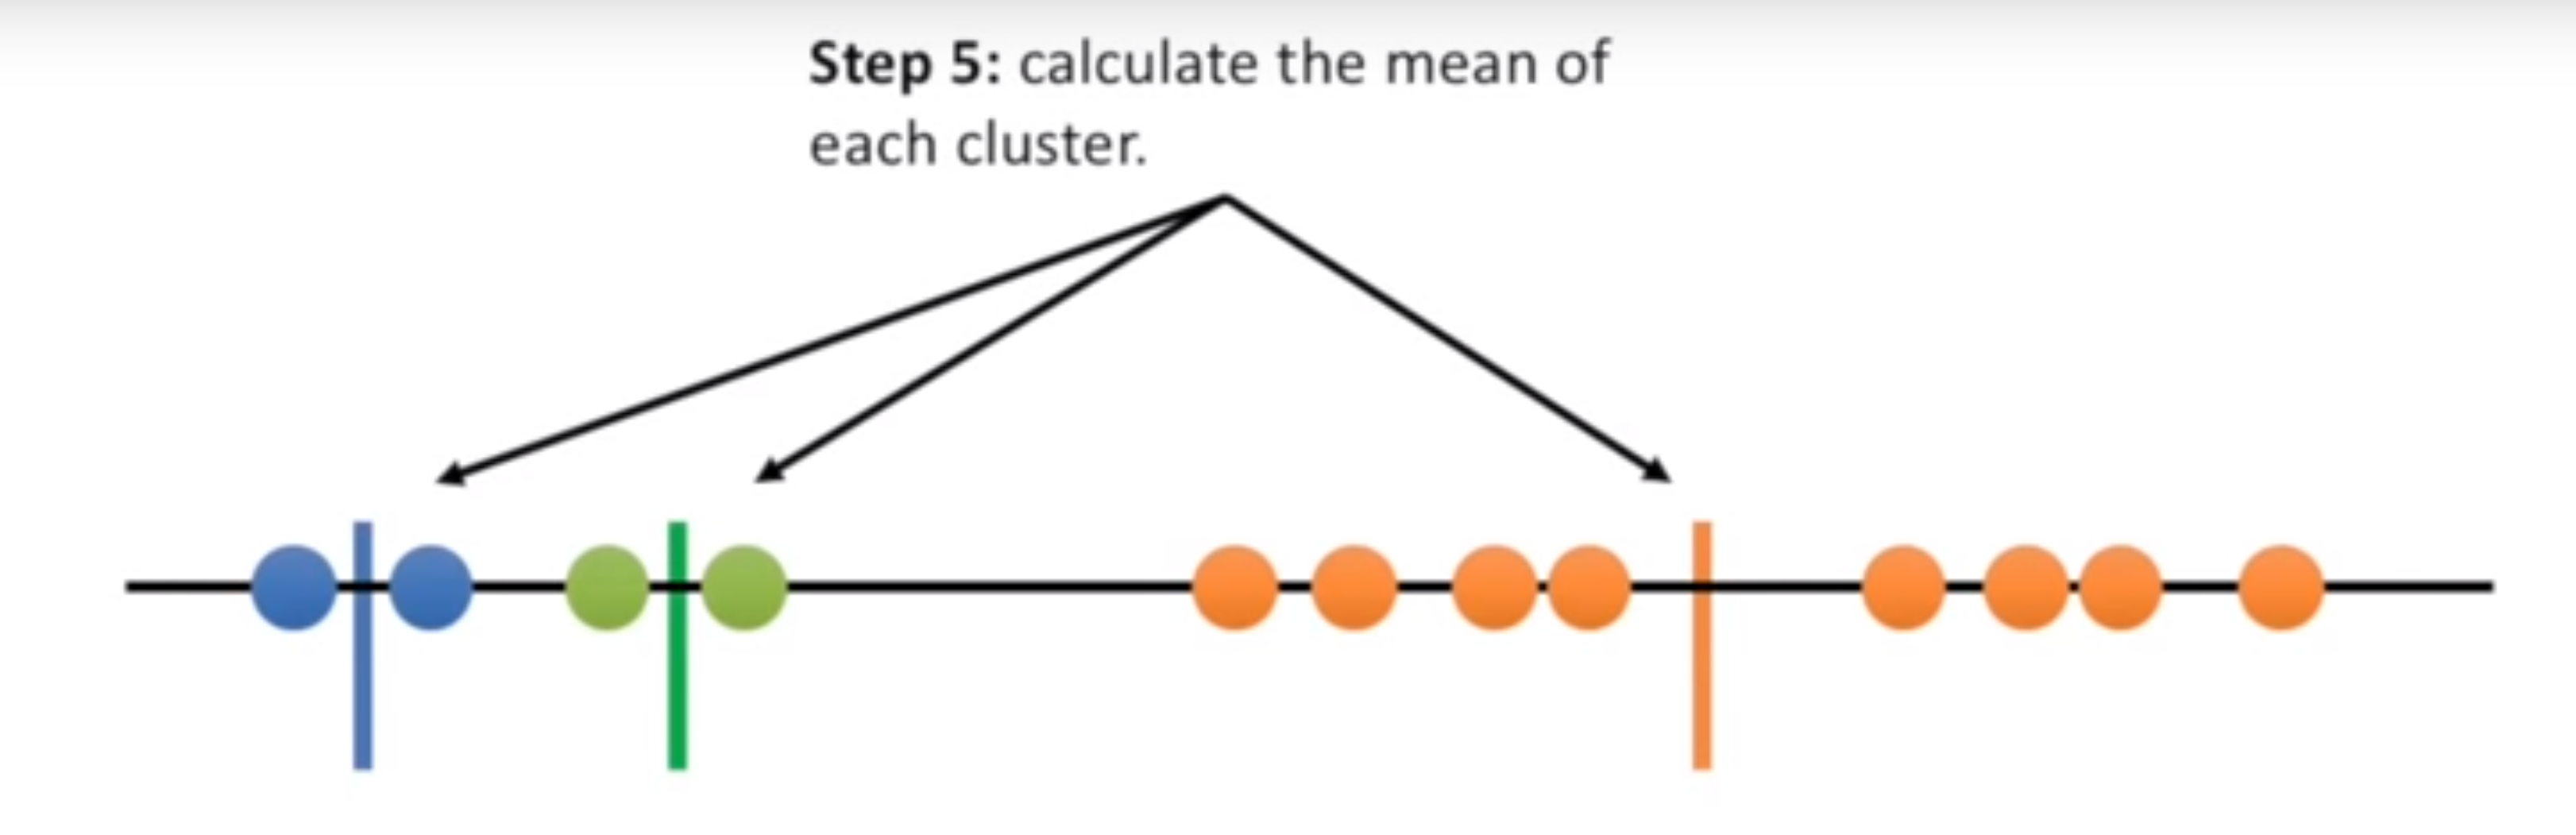 Step 5: calculate the mean of
each cluster.